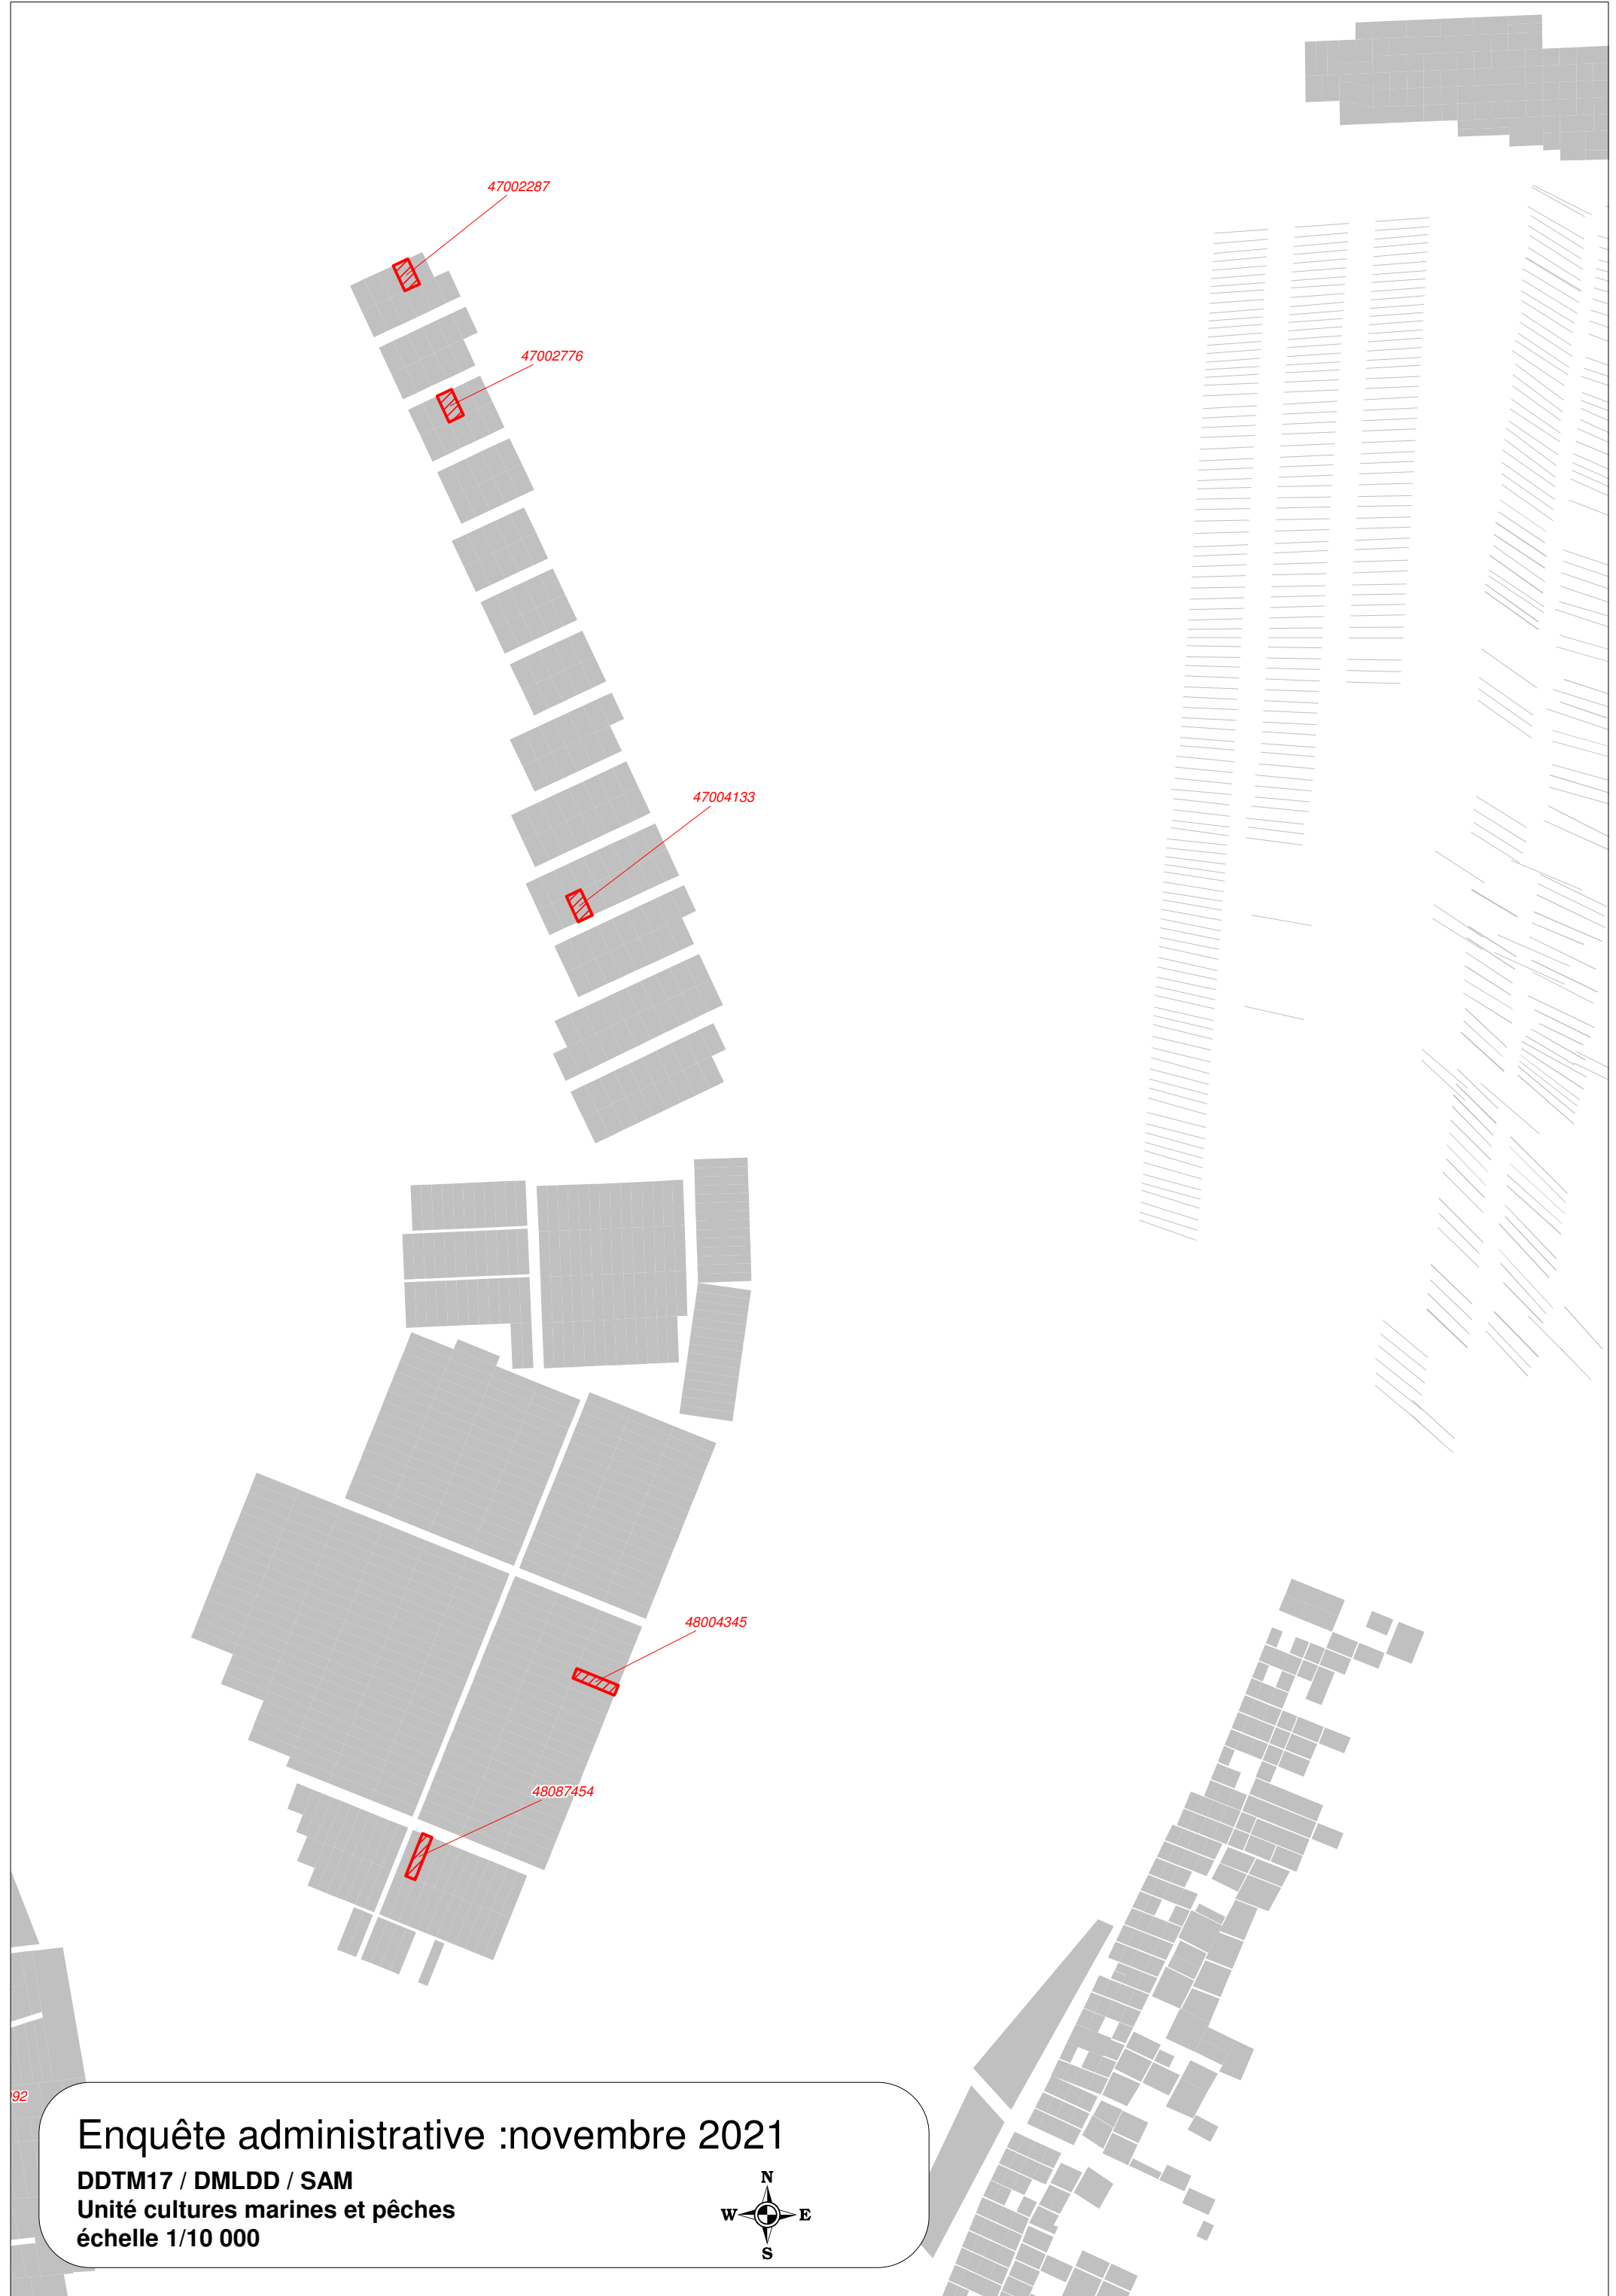 47002287
47002776
47004133
48004345
48087454
92
Enquête administrative :novembre 2021
DDTM17 / DMLDD / SAM
Unité cultures marines et pêches
échelle 1/10 000
N
W E
S